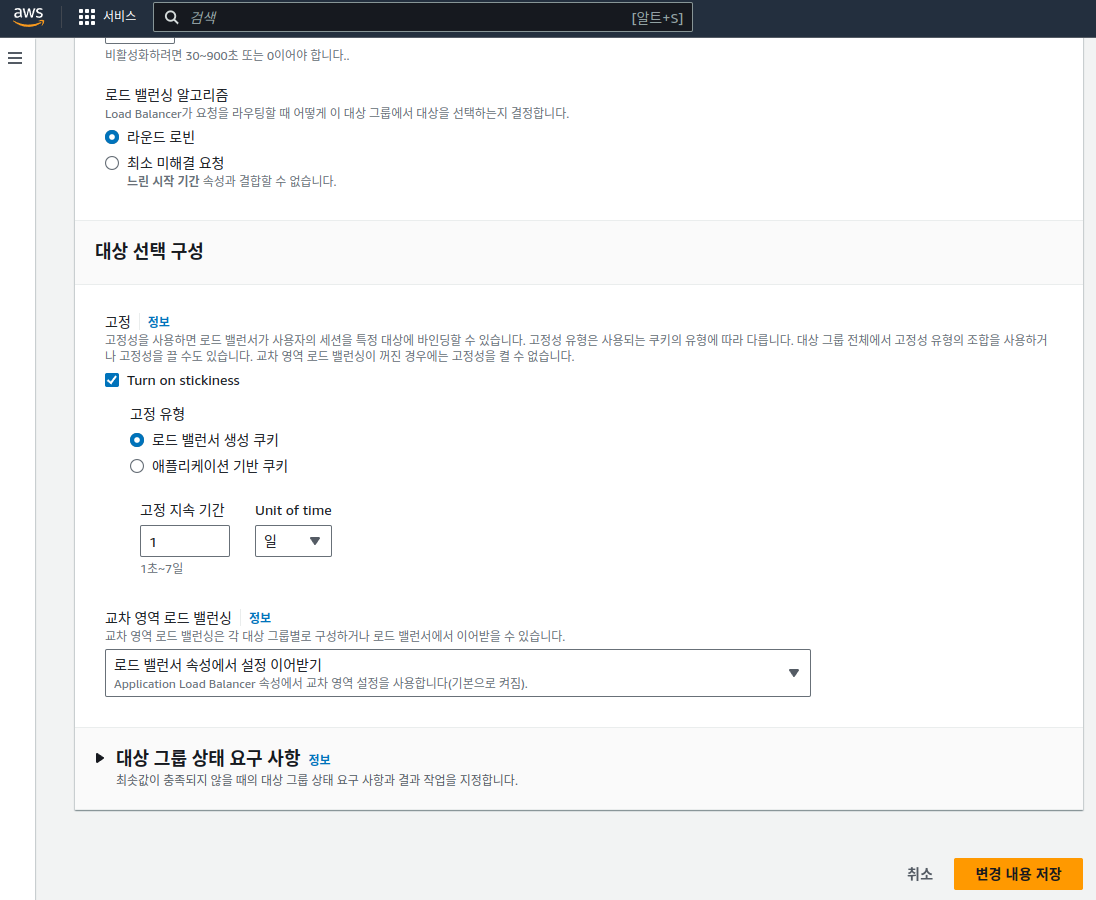 aws
서비스
검색
[알트+S]
비활성화하려면 30~900초 또는 0이어야 합니다..
로드 밸런싱 알고리즘
Load Balancer가 요청을 라우팅할 때 어떻게 이 대상 그룹에서 대상을 선택하는지 결정합니다.
라운드 로빈
최소 미해결 요청
느린 시작 기간 속성과 결합할 수 없습니다.
대상 선택 구성
고정 정보
고정성을 사용하면 로드 밸런서가 사용자의 세션을 특정 대상에 바인딩할 수 있습니다. 고정성 유형은 사용되는 쿠키의 유형에 따라 다릅니다. 대상 그룹 전체에서 고정성 유형의 조합을 사용하거
나 고정성을 끌 수도 있습니다. 교차 영역 로드 밸런싱이 꺼진 경우에는 고정성을 켤 수 없습니다.
Turn on stickiness
고정 유형
로드 밸런서 생성 쿠키
애플리케이션 기반 쿠키
고정 지속 기간 Unit of time
1 일
1초~7일
교차 영역 로드 밸런싱 정보
교차 영역 로드 밸런싱은 각 대상 그룹별로 구성하거나 로드 밸런서에서 이어받을 수 있습니다.
로드 밸런서 속성에서 설정 이어받기
Application Load Balancer 속성에서 교차 영역 설정을 사용합니다(기본으로 켜짐).
대상 그룹 상태 요구 사항 정보
최솟값이 충족되지 않을 때의 대상 그룹 상태 요구 사항과 결과 작업을 지정합니다.
취소 변경 내용 저장